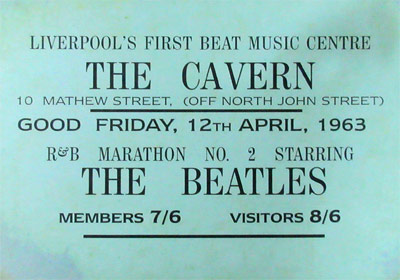 LIVERPOOL'S FIRST BEAT MUSIC CENTRE
THE CAVERN
10 MATHEW STREET, (OFF NORTH JOHN STREET)
GOOD FRIDAY, 12TH APRIL, 1963
R&B MARATHON NO. 2 STARRING
THE BEATLES
MEMBERS 7/6 VISITORS 8/6